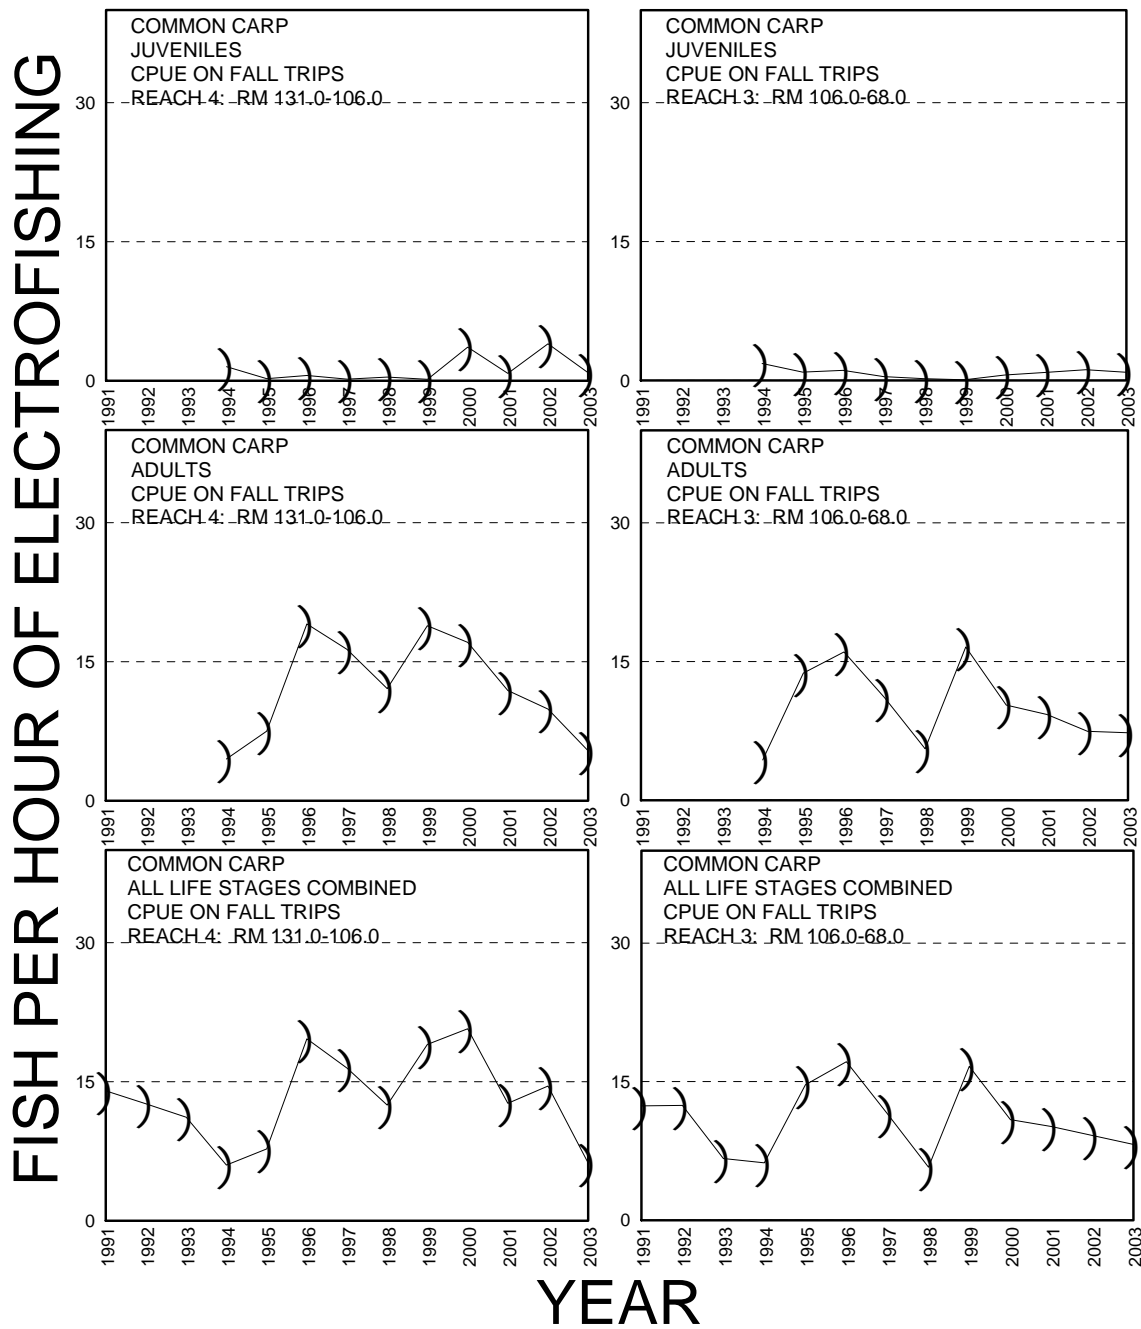 FISH PER HOUR OF ELECTROFISHING
COMMON CARP
JUVENILES
CPUE ON FALL TRIPS
REACH 4: RM 131.0-106.0
30
15
0
1991 1992 1993 1994 1995 1996 1997 1998 1999 2000 2001 2002 2003
COMMON CARP
JUVENILES
CPUE ON FALL TRIPS
REACH 3: RM 106.0-68.0
30
15
0
1991 1992 1993 1994 1995 1996 1997 1998 1999 2000 2001 2002 2003
COMMON CARP
ADULTS
CPUE ON FALL TRIPS
REACH 4: RM 131.0-106.0
30
15
0
1991 1992 1993 1994 1995 1996 1997 1998 1999 2000 2001 2002 2003
COMMON CARP
ADULTS
CPUE ON FALL TRIPS
REACH 3: RM 106.0-68.0
30
15
0
1991 1992 1993 1994 1995 1996 1997 1998 1999 2000 2001 2002 2003
COMMON CARP
ALL LIFE STAGES COMBINED
CPUE ON FALL TRIPS
REACH 4: RM 131.0-106.0
30
15
0
1991 1992 1993 1994 1995 1996 1997 1998 1999 2000 2001 2002 2003
COMMON CARP
ALL LIFE STAGES COMBINED
CPUE ON FALL TRIPS
REACH 3: RM 106.0-68.0
30
15
0
1991 1992 1993 1994 1995 1996 1997 1998 1999 2000 2001 2002 2003
YEAR